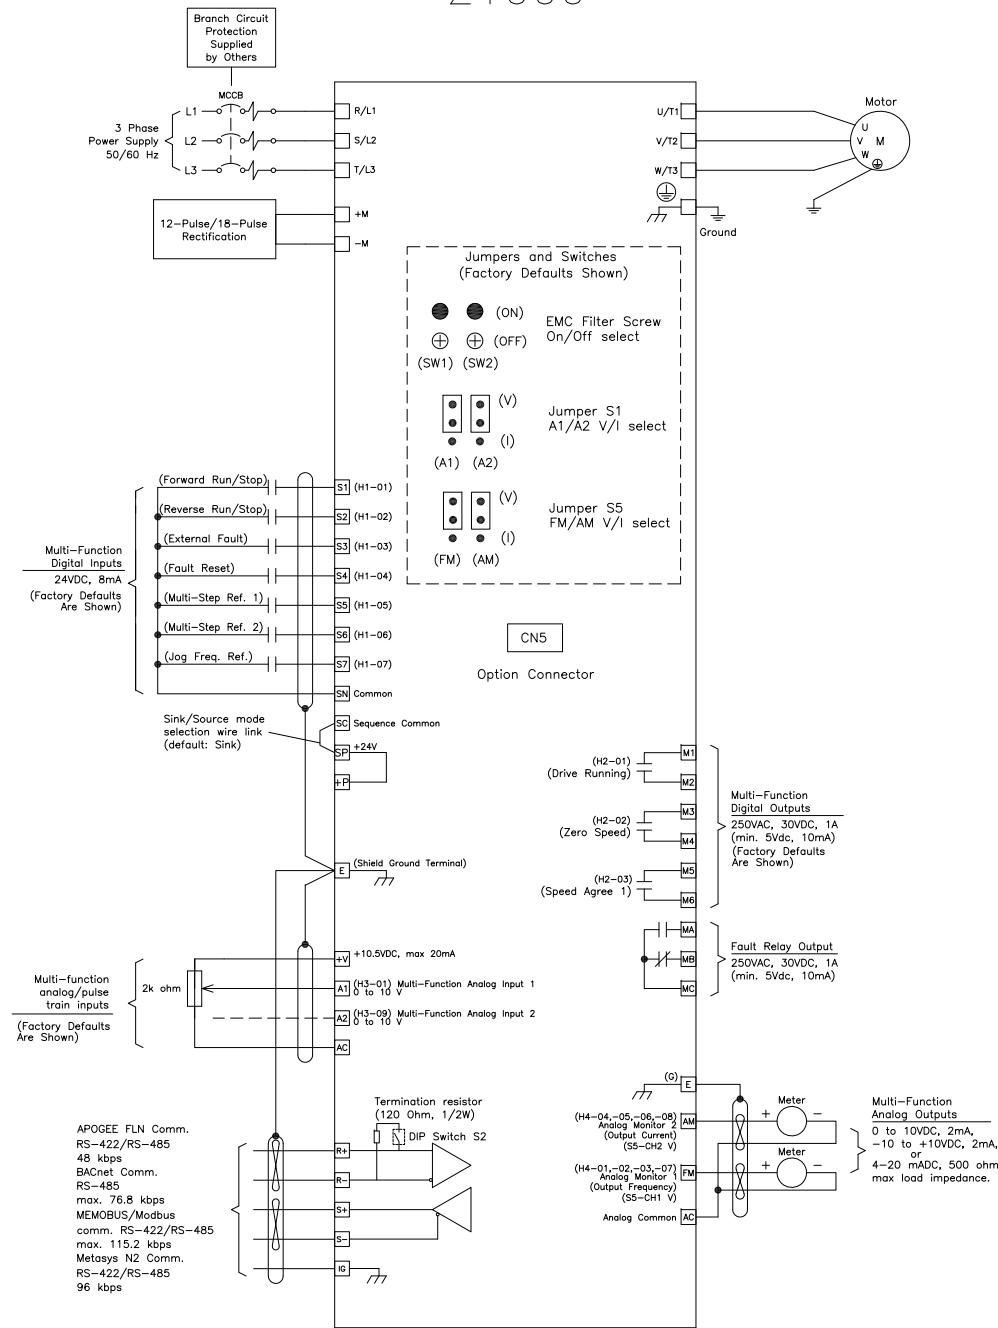 Branch Circuit
Protection
Supplied
by Others
MCCB
L1
L2
L3
3 Phase
Power Supply
50/60 Hz
R/L1
S/L2
T/L3
12-Pulse/18-Pulse
Rectification
+M
-M
U/T1
V/T2
W/T3
Motor
U
V M
W
Ground
Jumpers and Switches
(Factory Defaults Shown)
(ON)
(OFF)
(SW1) (SW2)
EMC Filter Screw
On/Off select
(V)
(I)
(A1) (A2)
Jumper S1
A1/A2 V/I select
(V)
(I)
(FM) (AM)
Jumper S5
FM/AM V/I select
CN5
Option Connector
Multi-Function
Digital Inputs
24VDC, 8mA
(Factory Defaults
Are Shown)
(Forward Run/Stop) S1 (H1-01)
(Reverse Run/Stop) S2 (H1-02)
(External Fault) S3 (H1-03)
(Fault Reset) S4 (H1-04)
(Multi-Step Ref. 1) S5 (H1-05)
(Multi-Step Ref. 2) S6 (H1-06)
(Jog Freq. Ref.) S7 (H1-07)
SN Common
SC Sequence Common
Sink/Source mode
selection wire link
(default: Sink)
SP +24V
+P
E (Shield Ground Terminal)
(H2-01)
(Drive Running)
M1
M2
(H2-02)
(Zero Speed)
M3
M4
(H2-03)
(Speed Agree 1)
M5
M6
Multi-Function
Digital Outputs
250VAC, 30VDC, 1A
(min. 5Vdc, 10mA)
(Factory Defaults
Are Shown)
MA
MB
MC
Fault Relay Output
250VAC, 30VDC, 1A
(min. 5Vdc, 10mA)
Multi-function
analog/pulse
train inputs
(Factory Defaults
Are Shown)
2k ohm
+V +10.5VDC, max 20mA
A1 (H3-01) Multi-Function Analog Input 1
0 to 10 V
A2 (H3-09) Multi-Function Analog Input 2
0 to 10 V
AC
Termination resistor
(120 Ohm, 1/2W)
DIP Switch S2
R+
R-
S+
S-
IG
APOGEE FLN Comm.
RS-422/RS-485
48 kbps
BACnet Comm.
RS-485
max. 76.8 kbps
MEMOBUS/Modbus
comm. RS-422/RS-485
max. 115.2 kbps
Metasys N2 Comm.
RS-422/RS-485
96 kbps
(G) E
(H4-04,-05,-06,-08) AM
Analog Monitor 2
(Output Current)
(S5-CH2 V)
(H4-01,-02,-03,-07) FM
Analog Monitor 1
(Output Frequency)
(S5-CH1 V)
Analog Common AC
Meter
+ -
Meter
+ -
Multi-Function
Analog Outputs
0 to 10VDC, 2mA,
-10 to +10VDC, 2mA,
or
4-20 mADC, 500 ohm
max load impedance.